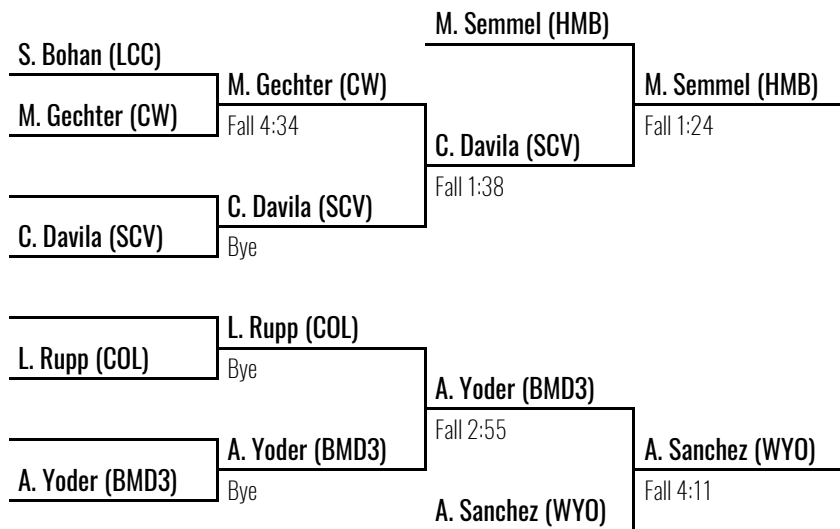 M. Semmel (HMB)
S. Bohan (LCC)
M. Gechter (CW)
M. Semmel (HMB)
M. Gechter (CW)
Fall 4:34
Fall 1:24
C. Davila (SCV)
Fall 1:38
C. Davila (SCV)
C. Davila (SCV)
Bye
L. Rupp (COL)
L. Rupp (COL)
Bye
A. Yoder (BMD3)
Fall 2:55
A. Yoder (BMD3)
A. Sanchez (WYO)
A. Yoder (BMD3)
Bye
Fall 4:11
A. Sanchez (WYO)